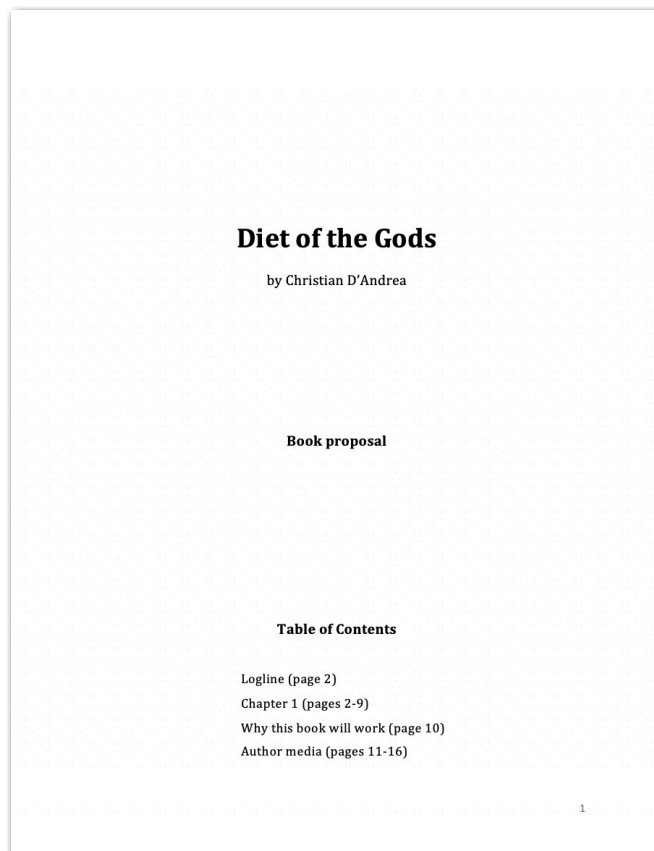 Diet of the Gods
by Christian D’Andrea
Book proposal
Table of Contents
Logline (page 2)
Chapter 1 (pages 2-9)
Why this book will work (page 10)
Author media (pages 11-16)
1